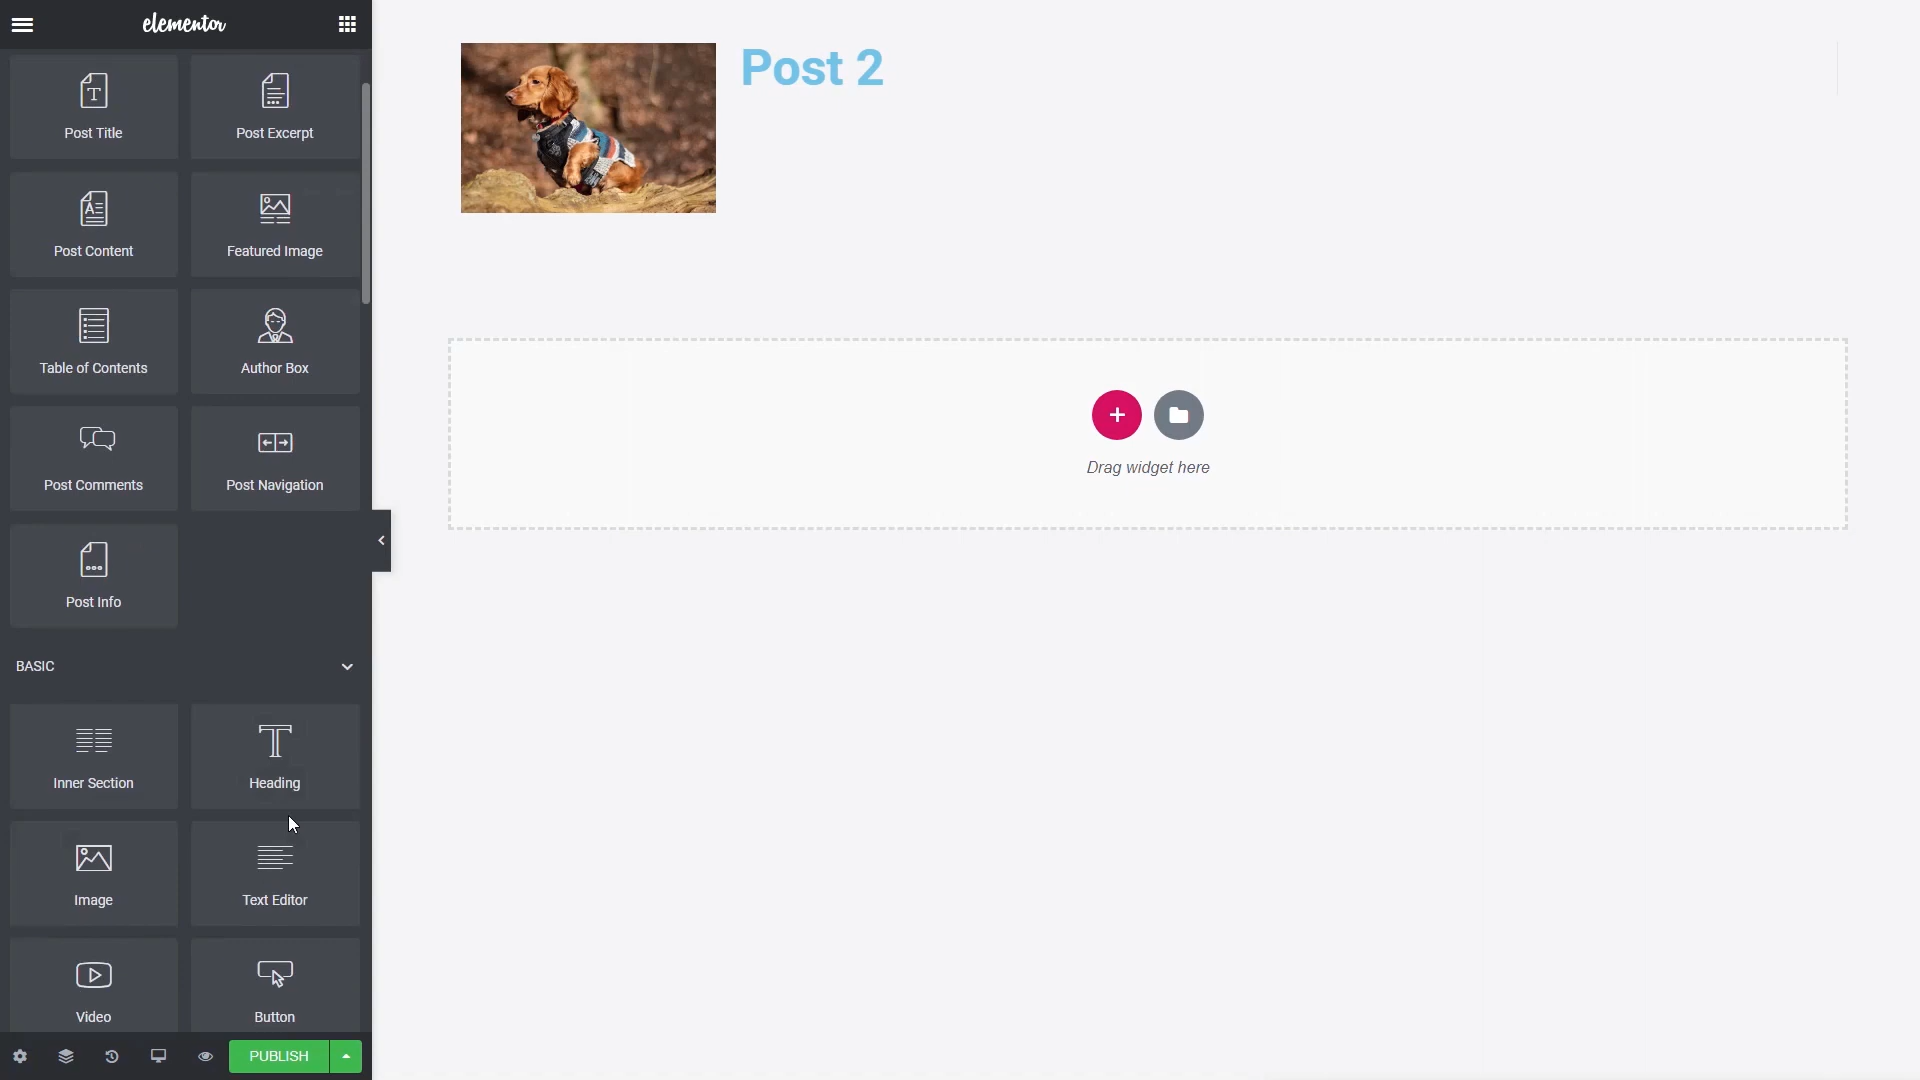 elementor
Post Title
Post Excerpt
Post Content
Featured Image
Table of Contents
Author Box
Post Comments
Post Navigation
Post Info
BASIC
Inner Section
Heading
Image
Text Editor
Video
Button
PUBLISH
Post 2
Drag widget here